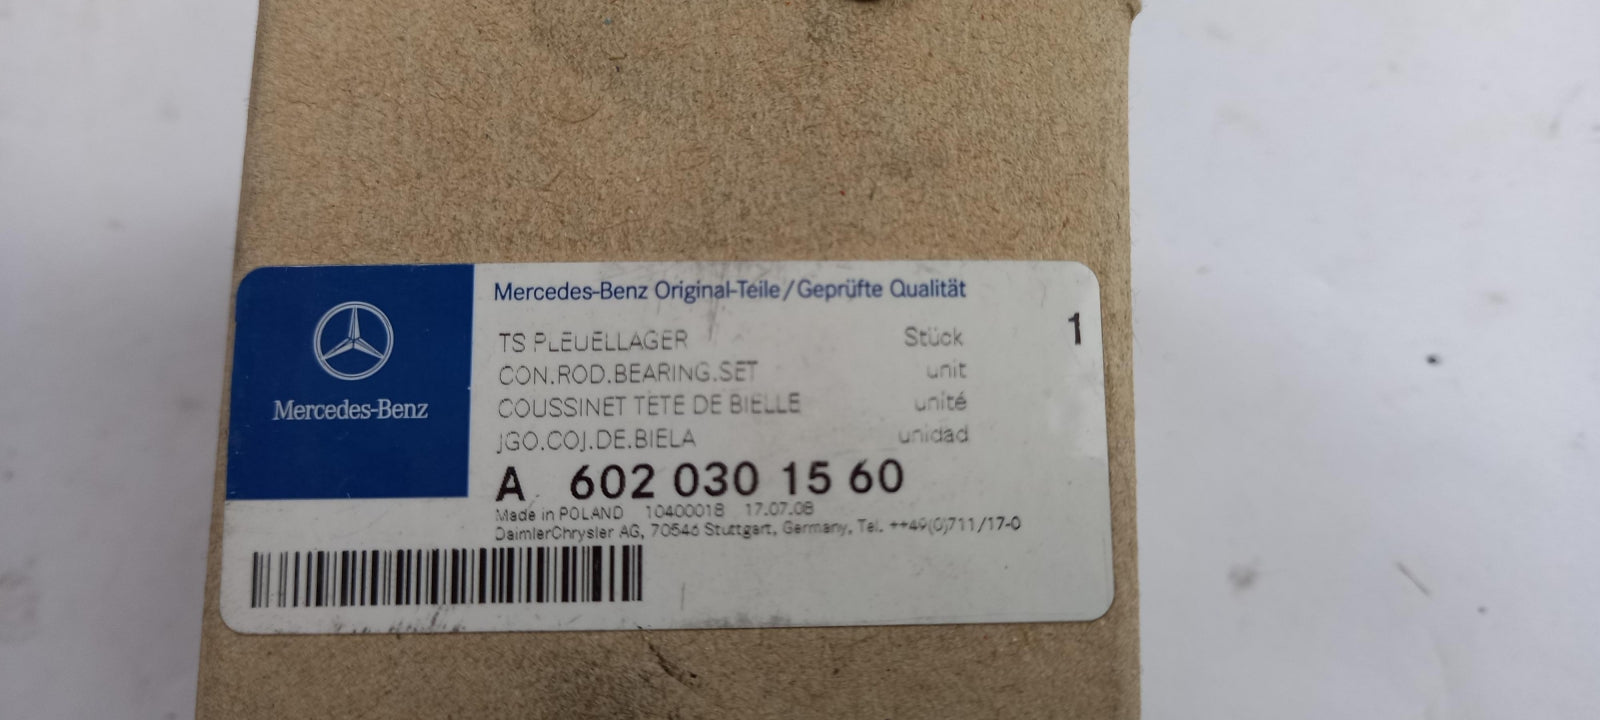 Mercedes-Benz Original-Teile/Geprüfte Qualität
TS PLEUELLAGER Stück 1
CON.ROD.BEARING.SET unit
COUSSINET TETE DE BIELLE unité
JGO.COJ.DE.BIELA unidad
Mercedes-Benz
A 602 030 15 60
Made in POLAND 10400018 17.07.08
DaimlerChrysler AG, 70546 Stuttgart, Germany, Tel. ++49(0)711/17-0